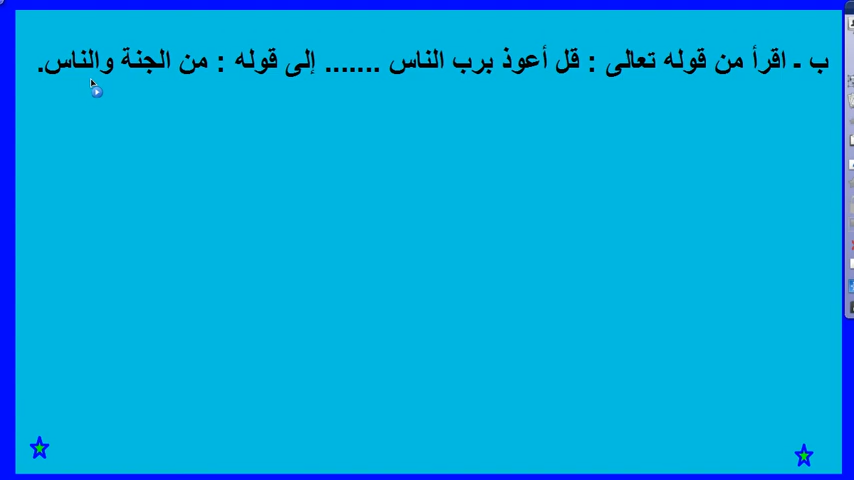 ب ـ اقرأ من قوله تعالى : قل أعوذ برب الناس ....... إلى قوله : من الجنة والناس.